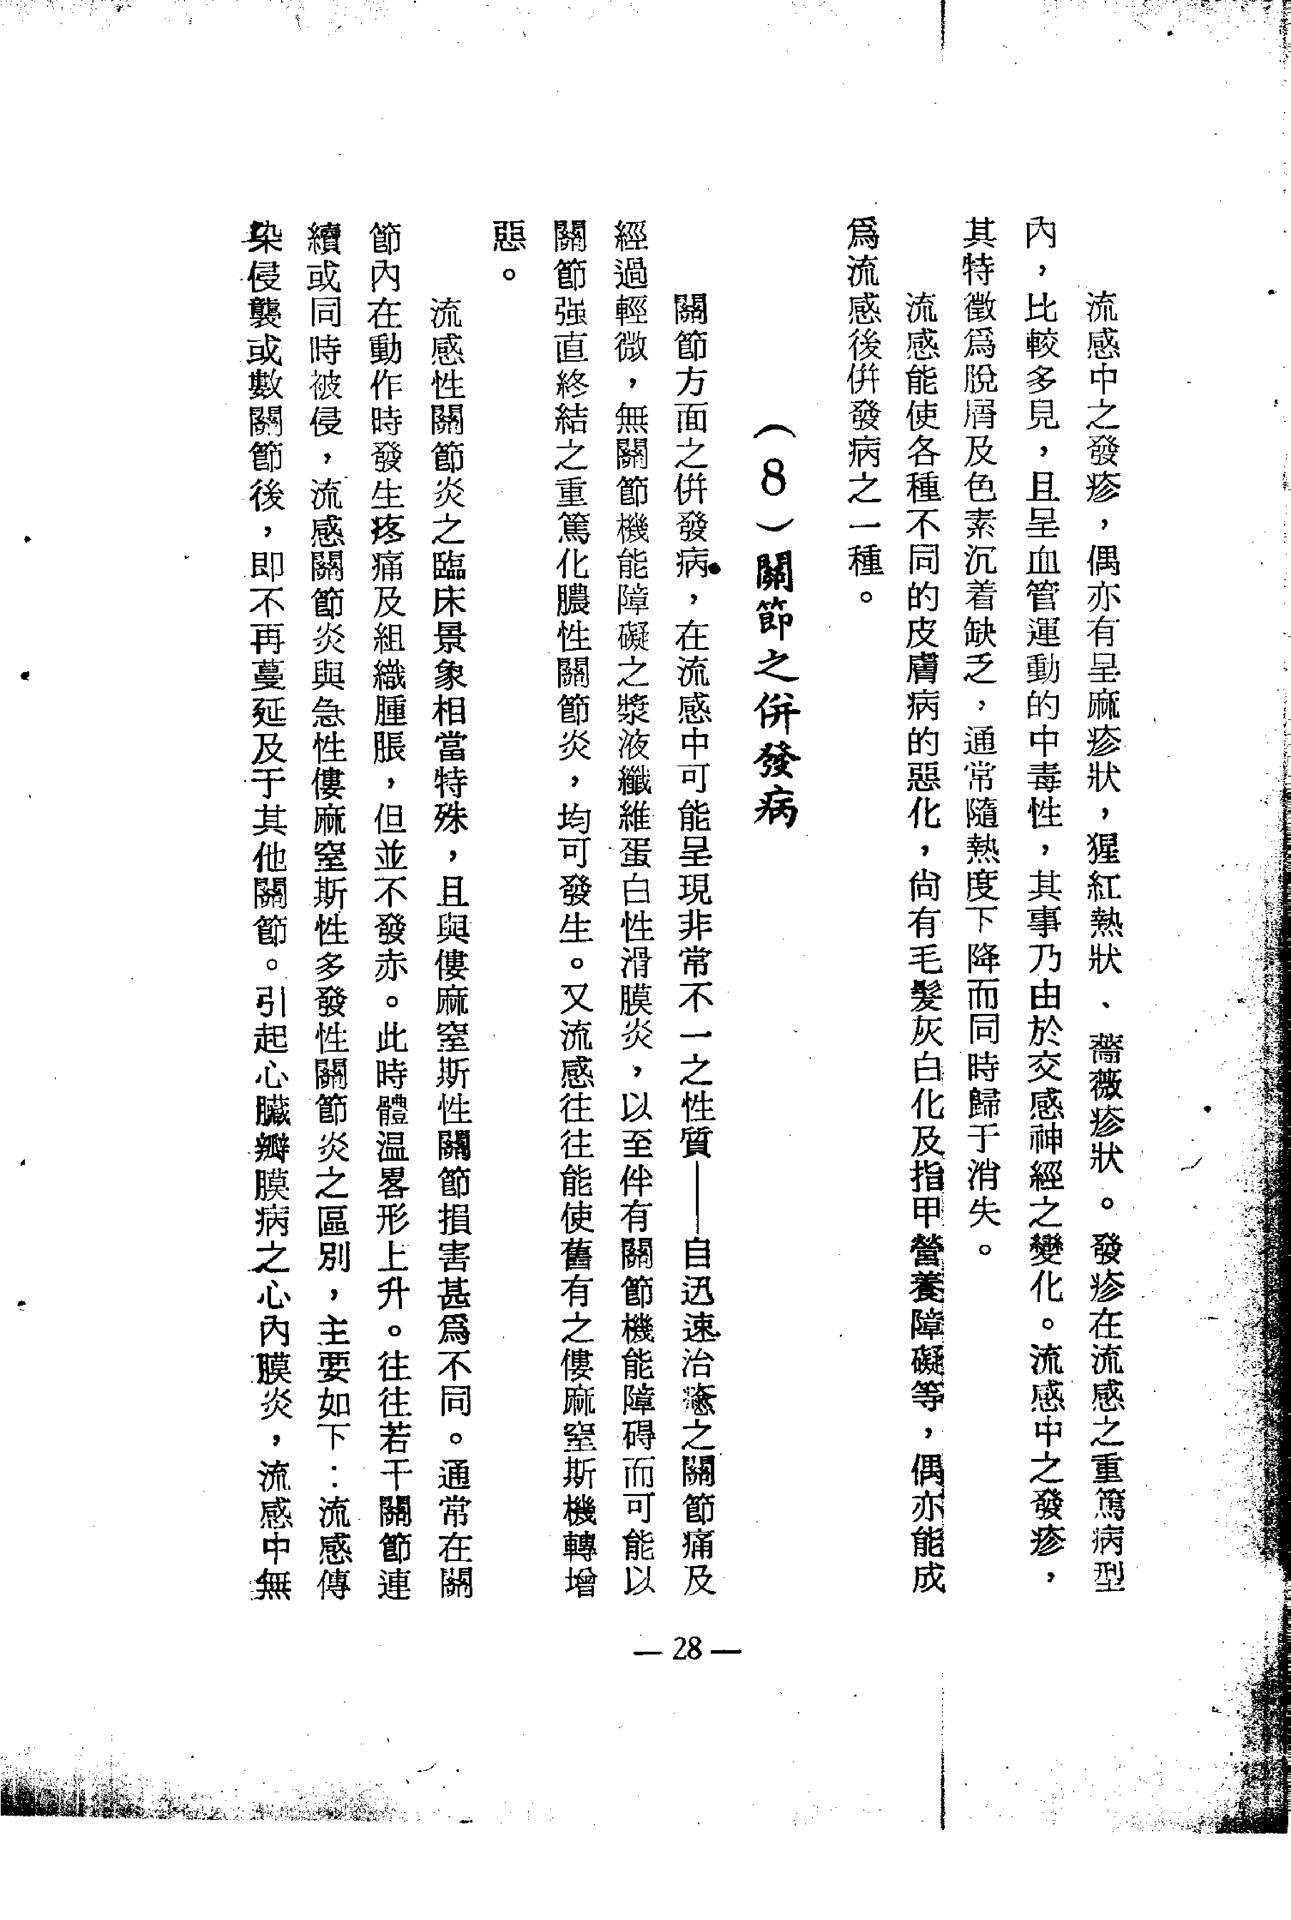 流感中之發疹，偶亦有呈麻疹狀，猩紅熱狀、薔薇疹狀。發疹在流感之重篤病型
內，比較多見，且呈血管運動的中毒性，其事乃由於交感神經之變化。流感中之發疹，
其特徵爲脫屑及色素沉着缺乏，通常隨熱度下降而同時歸于消失。
流感能使各種不同的皮膚病的惡化，尙有毛髮灰白化及指甲營養障礙等，偶亦能成
爲流感後併發病之一種。
（8）關節之併發病
關節方面之併發病，在流感中可能呈現非常不一之性質——自迅速治癒之關節痛及
經過輕微，無關節機能障礙之漿液纖維蛋白性滑膜炎，以至伴有關節機能障碍而可能以
關節强直終結之重篤化膿性關節炎，均可發生。又流感往往能使舊有之僂麻窒斯機轉增
惡。
流感性關節炎之臨床景象相當特殊，且與僂麻窒斯性關節損害甚爲不同。通常在關
節內在動作時發生疼痛及組織腫脹，但並不發赤。此時體溫畧形上升。往往若干關節連
續或同時被侵，流感關節炎與急性僂麻窒斯性多發性關節炎之區別，主要如下：流感傳
染侵襲或數關節後，即不再蔓延及于其他關節。引起心臟瓣膜病之心內膜炎，流感中無
— 28 —